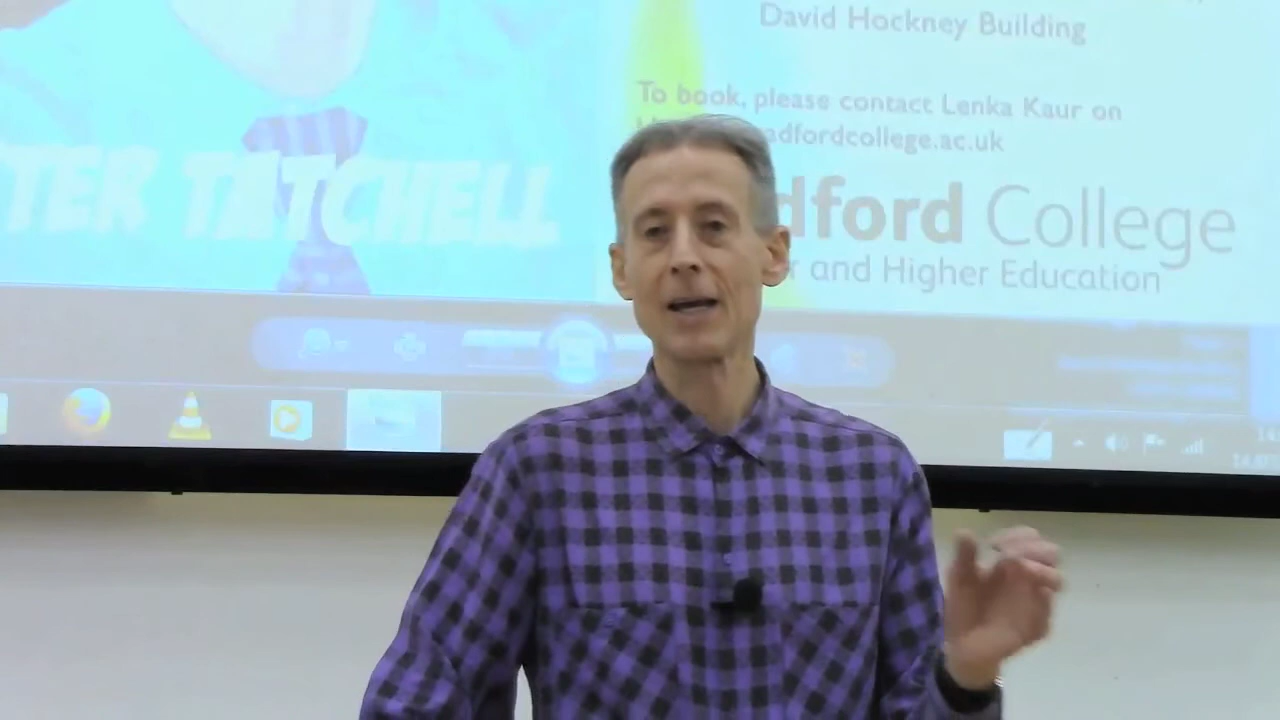 David Hockney Building
To book, please contact Lenka Kaur on
adfordcollege.ac.uk
TER TATCHELL
dford College
r and Higher Education